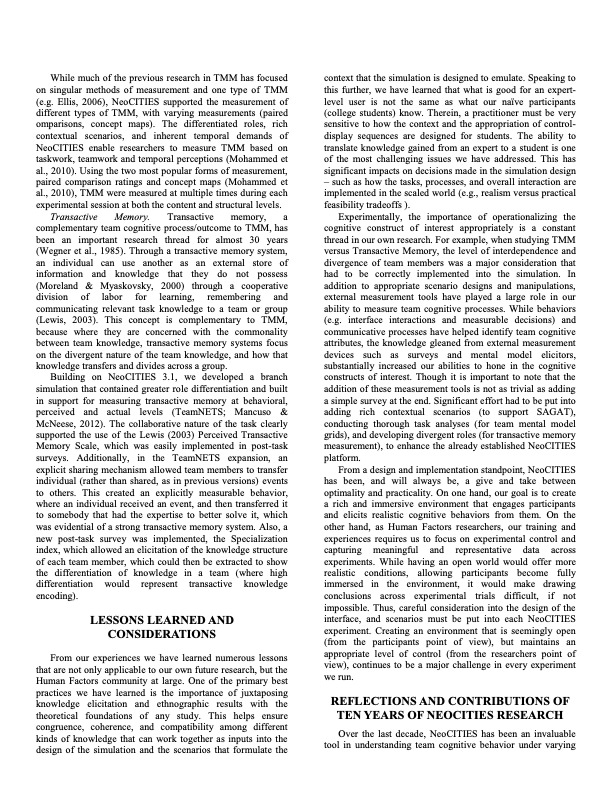 While much of the previous research in TMM has focused
on singular methods of measurement and one type of TMM
(e.g. Ellis, 2006), NeoCITIES supported the measurement of
different types of TMM, with varying measurements (paired
omparisons, concept maps). The differentiated roles, rich
contextual scenarios, and inherent temporal demands of
NeoCITIES enable researchers to measure TMM based on
taskwork, teamwork and temporal perceptions (Mohammed et
al., 2010). Using the two most popular forms of measurement,
paired comparison ratings and concept maps (Mohammed et
al., 2010), TMM were measured at multiple times during each
experimental session at both the content and structural levels.
Transactive Memory. Transactive memory, a
complementary team cognitive process/outcome to TMM, has
been an important research thread for almost 30 years
(Wegner et al., 1985). Through a transactive memory system,
an individual can use another as an external store of
information and knowledge that they do not possess
(Moreland & Myaskovsky, 2000) through a cooperative
division of labor for learning, remembering and
communicating relevant task knowledge to a team or group
(Lewis, 2003). This concept is complementary to TMM,
because where they are concerned with the commonality
between team knowledge, transactive memory systems focus
on the divergent nature of the team knowledge, and how that
knowledge transfers and divides across a group.
Building on NeoCITIES 3.1, we developed a branch
simulation that contained greater role differentiation and built
in support for measuring transactive memory at behavioral,
perceived and actual levels (TeamNETS; Mancuso &
McNeese, 2012). The collaborative nature of the task clearly
supported the use of the Lewis (2003) Perceived Transactive
Memory Scale, which was easily implemented in post-task
surveys. Additionally, in the TeamNETS expansion, an
explicit sharing mechanism allowed team members to transfer
individual (rather than shared, as in previous versions) events
to others. This created an explicitly measurable behavior,
where an individual received an event, and then transferred it
to somebody that had the expertise to better solve it, which
was evidential of a strong transactive memory system. Also, a
new post-task survey was implemented, the Specialization
index, which allowed an elicitation of the knowledge structure
of each team member, which could then be extracted to show
the differentiation of knowledge in a team (where high
differentiation would represent transactive knowledge
encoding).
LESSONS LEARNED AND
CONSIDERATIONS
From our experiences we have learned numerous lessons
that are not only applicable to our own future research, but the
Human Factors community at large. One of the primary best
practices we have learned is the importance of juxtaposing
knowledge elicitation and ethnographic results with the
theoretical foundations of any study. This helps ensure
congruence, coherence, and compatibility among different
kinds of knowledge that can work together as inputs into the
design of the simulation and the scenarios that formulate the
context that the simulation is designed to emulate. Speaking to
this further, we have learned that what is good for an expert-
level user is not the same as what our naïve participants
(college students) know. Therein, a practitioner must be very
sensitive to how the context and the appropriation of control-
display sequences are designed for students. The ability to
translate knowledge gained from an expert to a student is one
of the most challenging issues we have addressed. This has
significant impacts on decisions made in the simulation design
– such as how the tasks, processes, and overall interaction are
implemented in the scaled world (e.g., realism versus practical
feasibility tradeoffs ).
Experimentally, the importance of operationalizing the
cognitive construct of interest appropriately is a constant
thread in our own research. For example, when studying TMM
versus Transactive Memory, the level of interdependence and
divergence of team members was a major consideration that
had to be correctly implemented into the simulation. In
addition to appropriate scenario designs and manipulations,
external measurement tools have played a large role in our
ability to measure team cognitive processes. While behaviors
(e.g. interface interactions and measurable decisions) and
communicative processes have helped identify team cognitive
attributes, the knowledge gleaned from external measurement
devices such as surveys and mental model elicitors,
substantially increased our abilities to hone in the cognitive
constructs of interest. Though it is important to note that the
addition of these measurement tools is not as trivial as adding
a simple survey at the end. Significant effort had to be put into
adding rich contextual scenarios (to support SAGAT),
conducting thorough task analyses (for team mental model
grids), and developing divergent roles (for transactive memory
measurement), to enhance the already established NeoCITIES
platform.
From a design and implementation standpoint, NeoCITIES
has been, and will always be, a give and take between
optimality and practicality. On one hand, our goal is to create
a rich and immersive environment that engages participants
and elicits realistic cognitive behaviors from them. On the
other hand, as Human Factors researchers, our training and
experiences requires us to focus on experimental control and
capturing meaningful and representative data across
experiments. While having an open world would offer more
realistic conditions, allowing participants become fully
immersed in the environment, it would make drawing
conclusions across experimental trials difficult, if not
impossible. Thus, careful consideration into the design of the
interface, and scenarios must be put into each NeoCITIES
experiment. Creating an environment that is seemingly open
(from the participants point of view), but maintains an
appropriate level of control (from the researchers point of
view), continues to be a major challenge in every experiment
we run.
REFLECTIONS AND CONTRIBUTIONS OF
TEN YEARS OF NEOCITIES RESEARCH
Over the last decade, NeoCITIES has been an invaluable
tool in understanding team cognitive behavior under varying